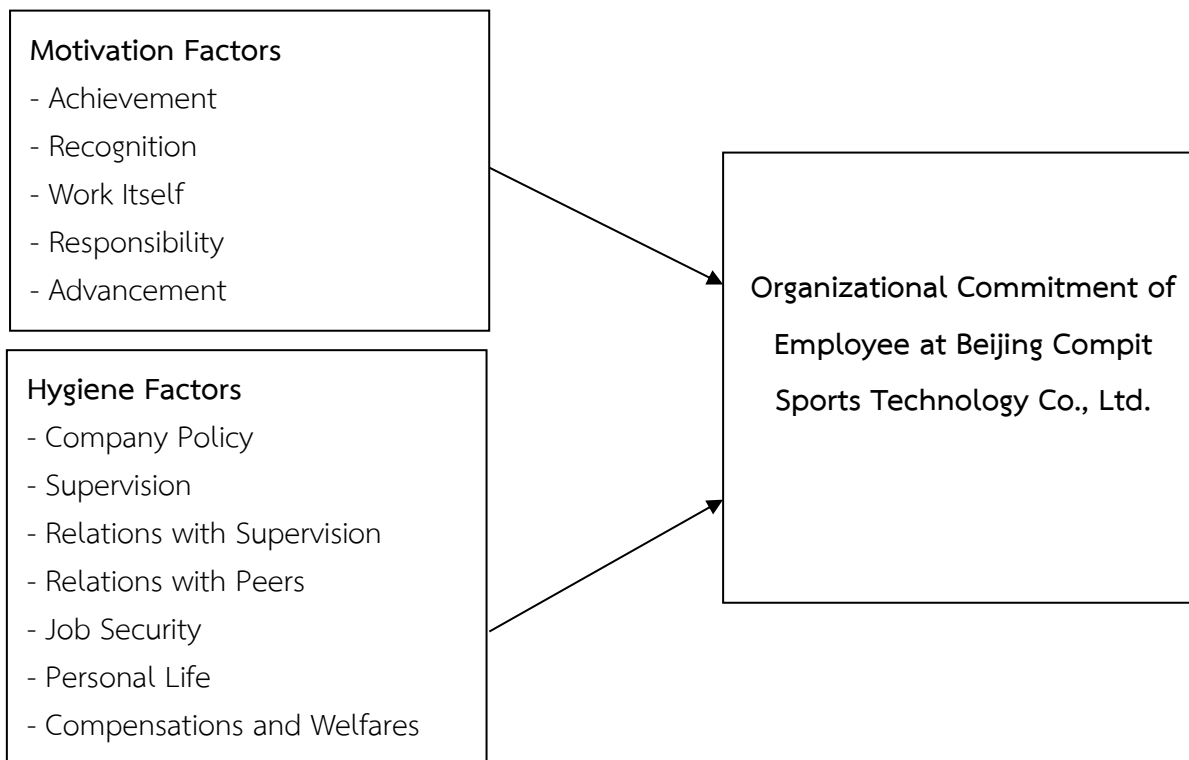 Motivation Factors
- Achievement
- Recognition
- Work Itself
- Responsibility
- Advancement
Hygiene Factors
- Company Policy
- Supervision
- Relations with Supervision
- Relations with Peers
- Job Security
- Personal Life
- Compensations and Welfares
Organizational Commitment of
Employee at Beijing Compit
Sports Technology Co., Ltd.